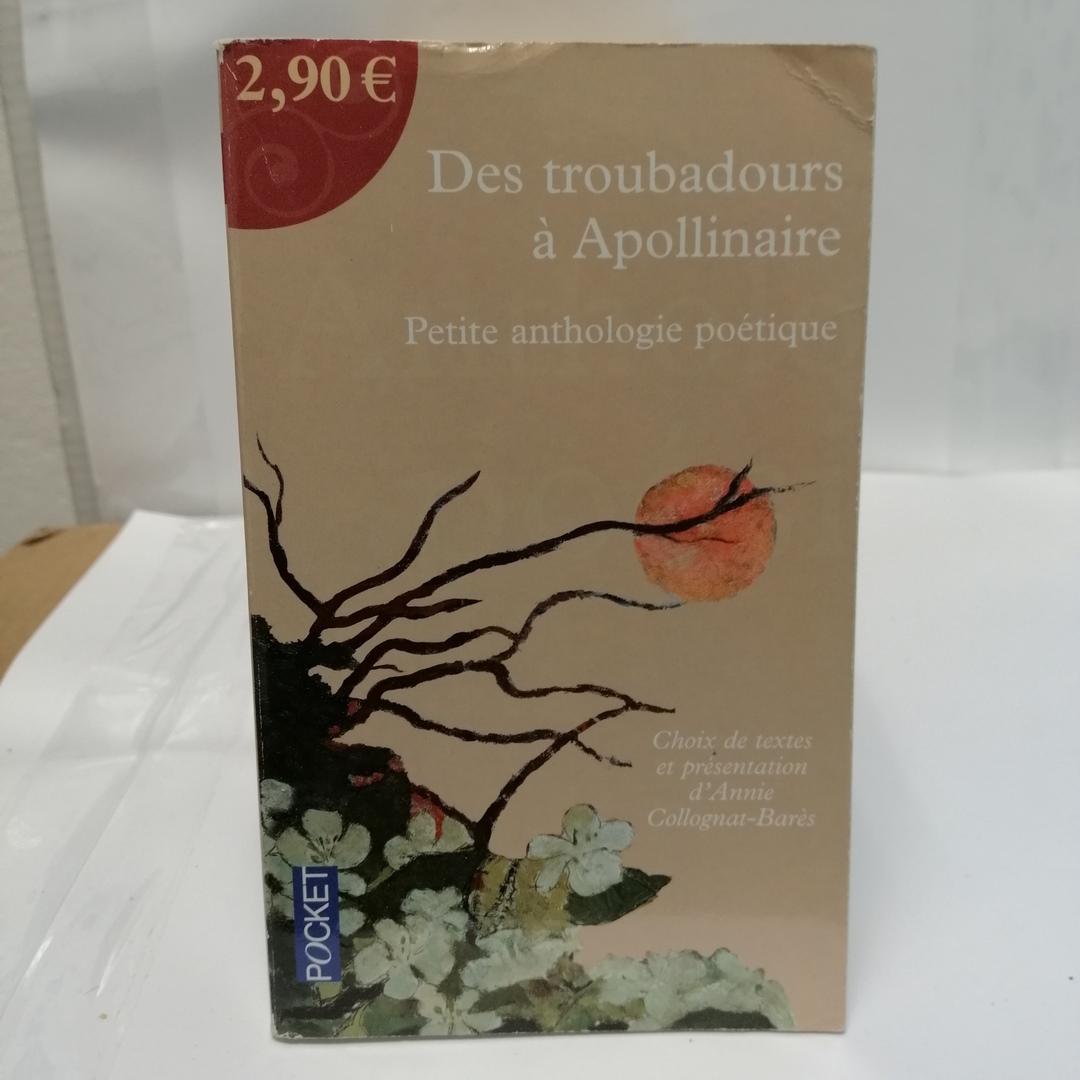 2,90 €
Des troubadours
à Apollinaire
Petite anthologie poétique
Choix de textes
et présentation
d'Annie
Collognat-Barès
POCKET